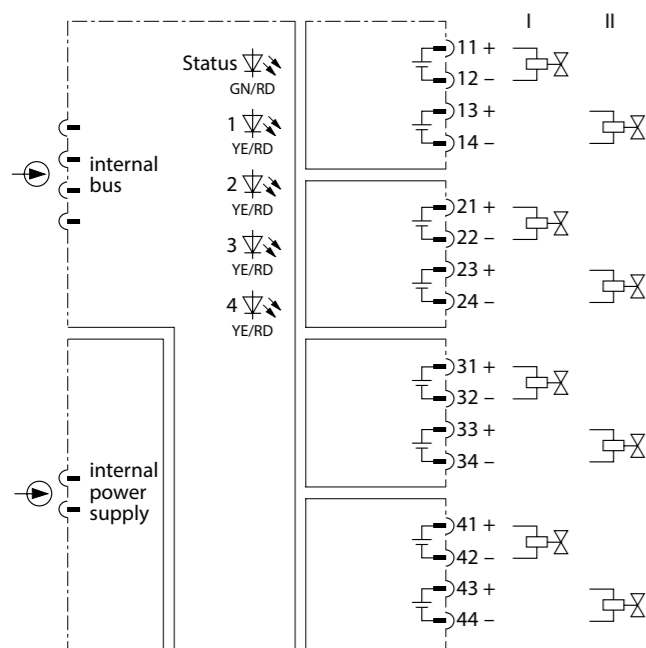 I II
Status
GN/RD
1
YE/RD
2
YE/RD
3
YE/RD
4
YE/RD
internal
bus
internal
power
supply
11 +
12 –
13 +
14 –
21 +
22 –
23 +
24 –
31 +
32 –
33 +
34 –
41 +
42 –
43 +
44 –